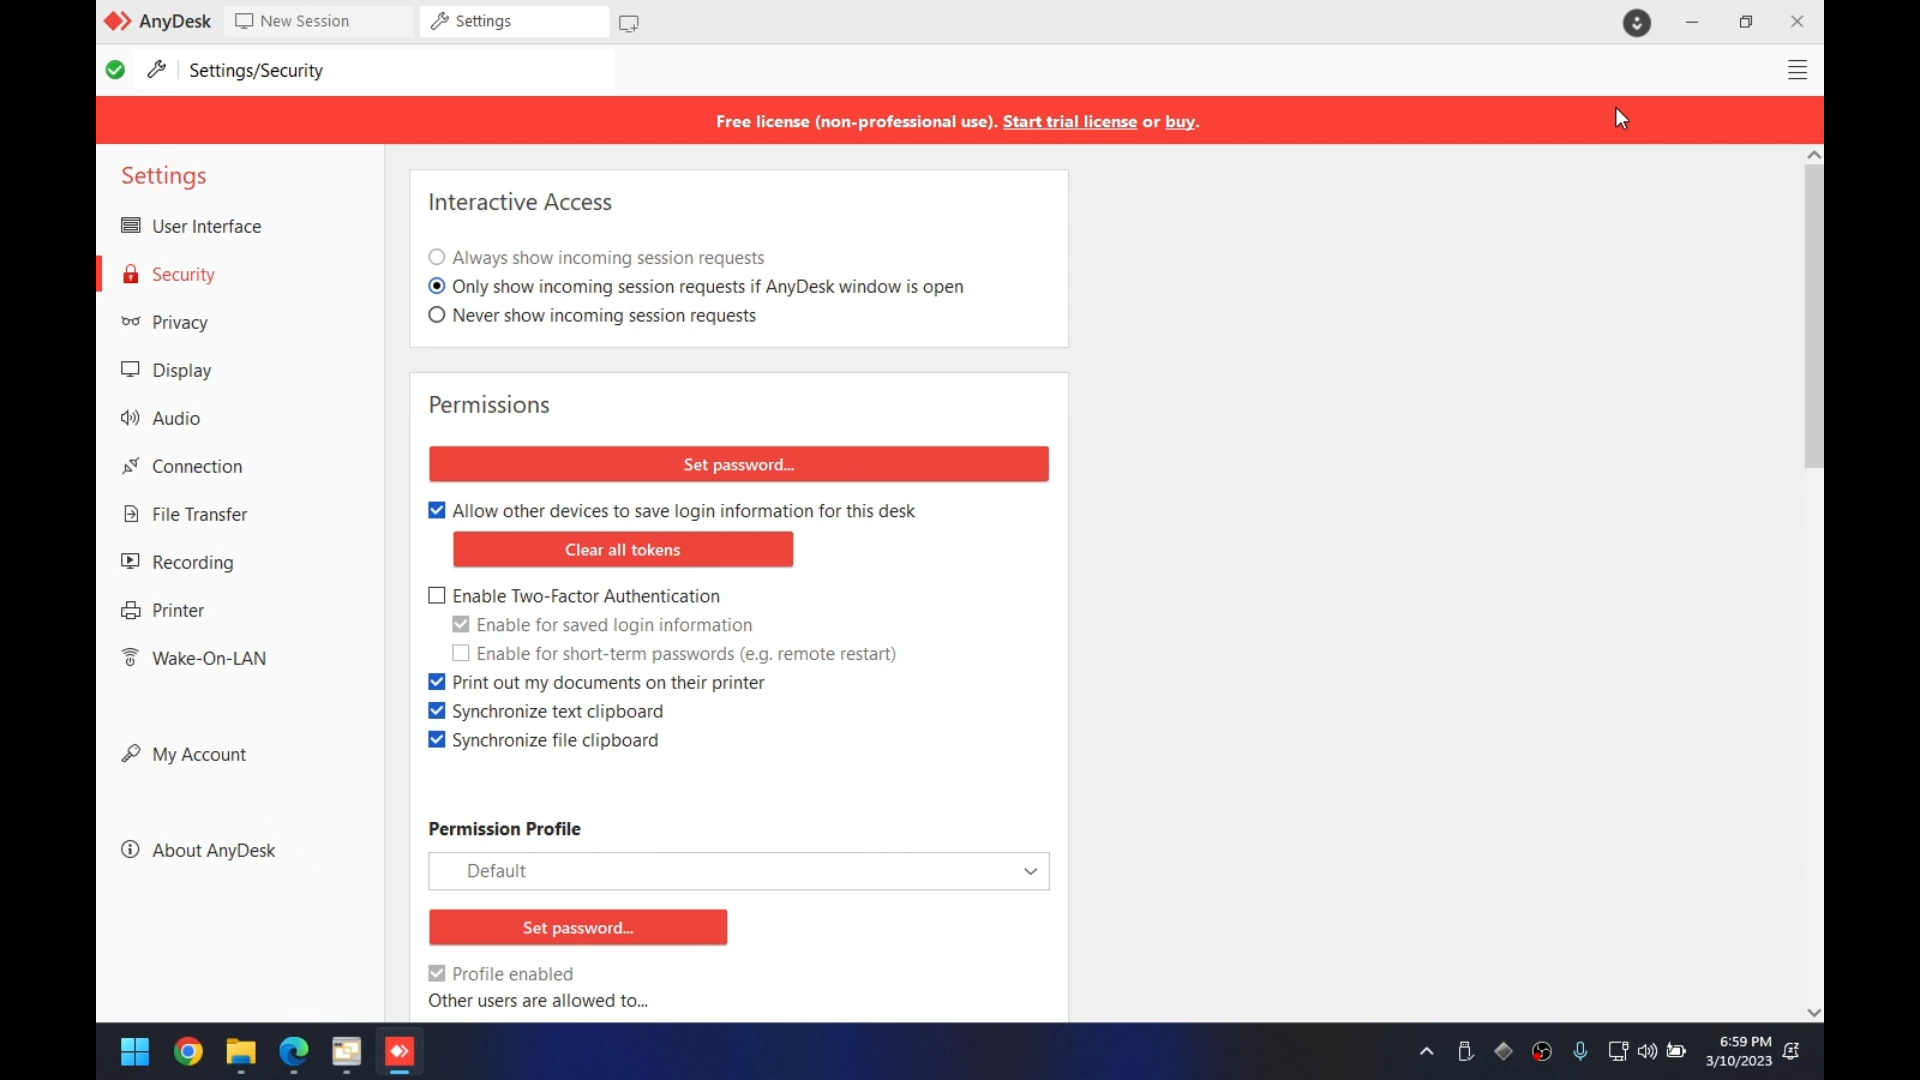 AnyDesk
New Session
Settings
Settings/Security
Free license (non-professional use). Start trial license or buy.
Settings
User Interface
Security
Privacy
Display
Audio
Connection
File Transfer
Recording
Printer
Wake-On-LAN
My Account
About AnyDesk
Interactive Access
Always show incoming session requests
Only show incoming session requests if AnyDesk window is open
Never show incoming session requests
Permissions
Set password...
Allow other devices to save login information for this desk
Clear all tokens
Enable Two-Factor Authentication
Enable for saved login information
Enable for short-term passwords (e.g. remote restart)
Print out my documents on their printer
Synchronize text clipboard
Synchronize file clipboard
Permission Profile
Default
Set password...
Profile enabled
Other users are allowed to...
6:59 PM
3/10/2023